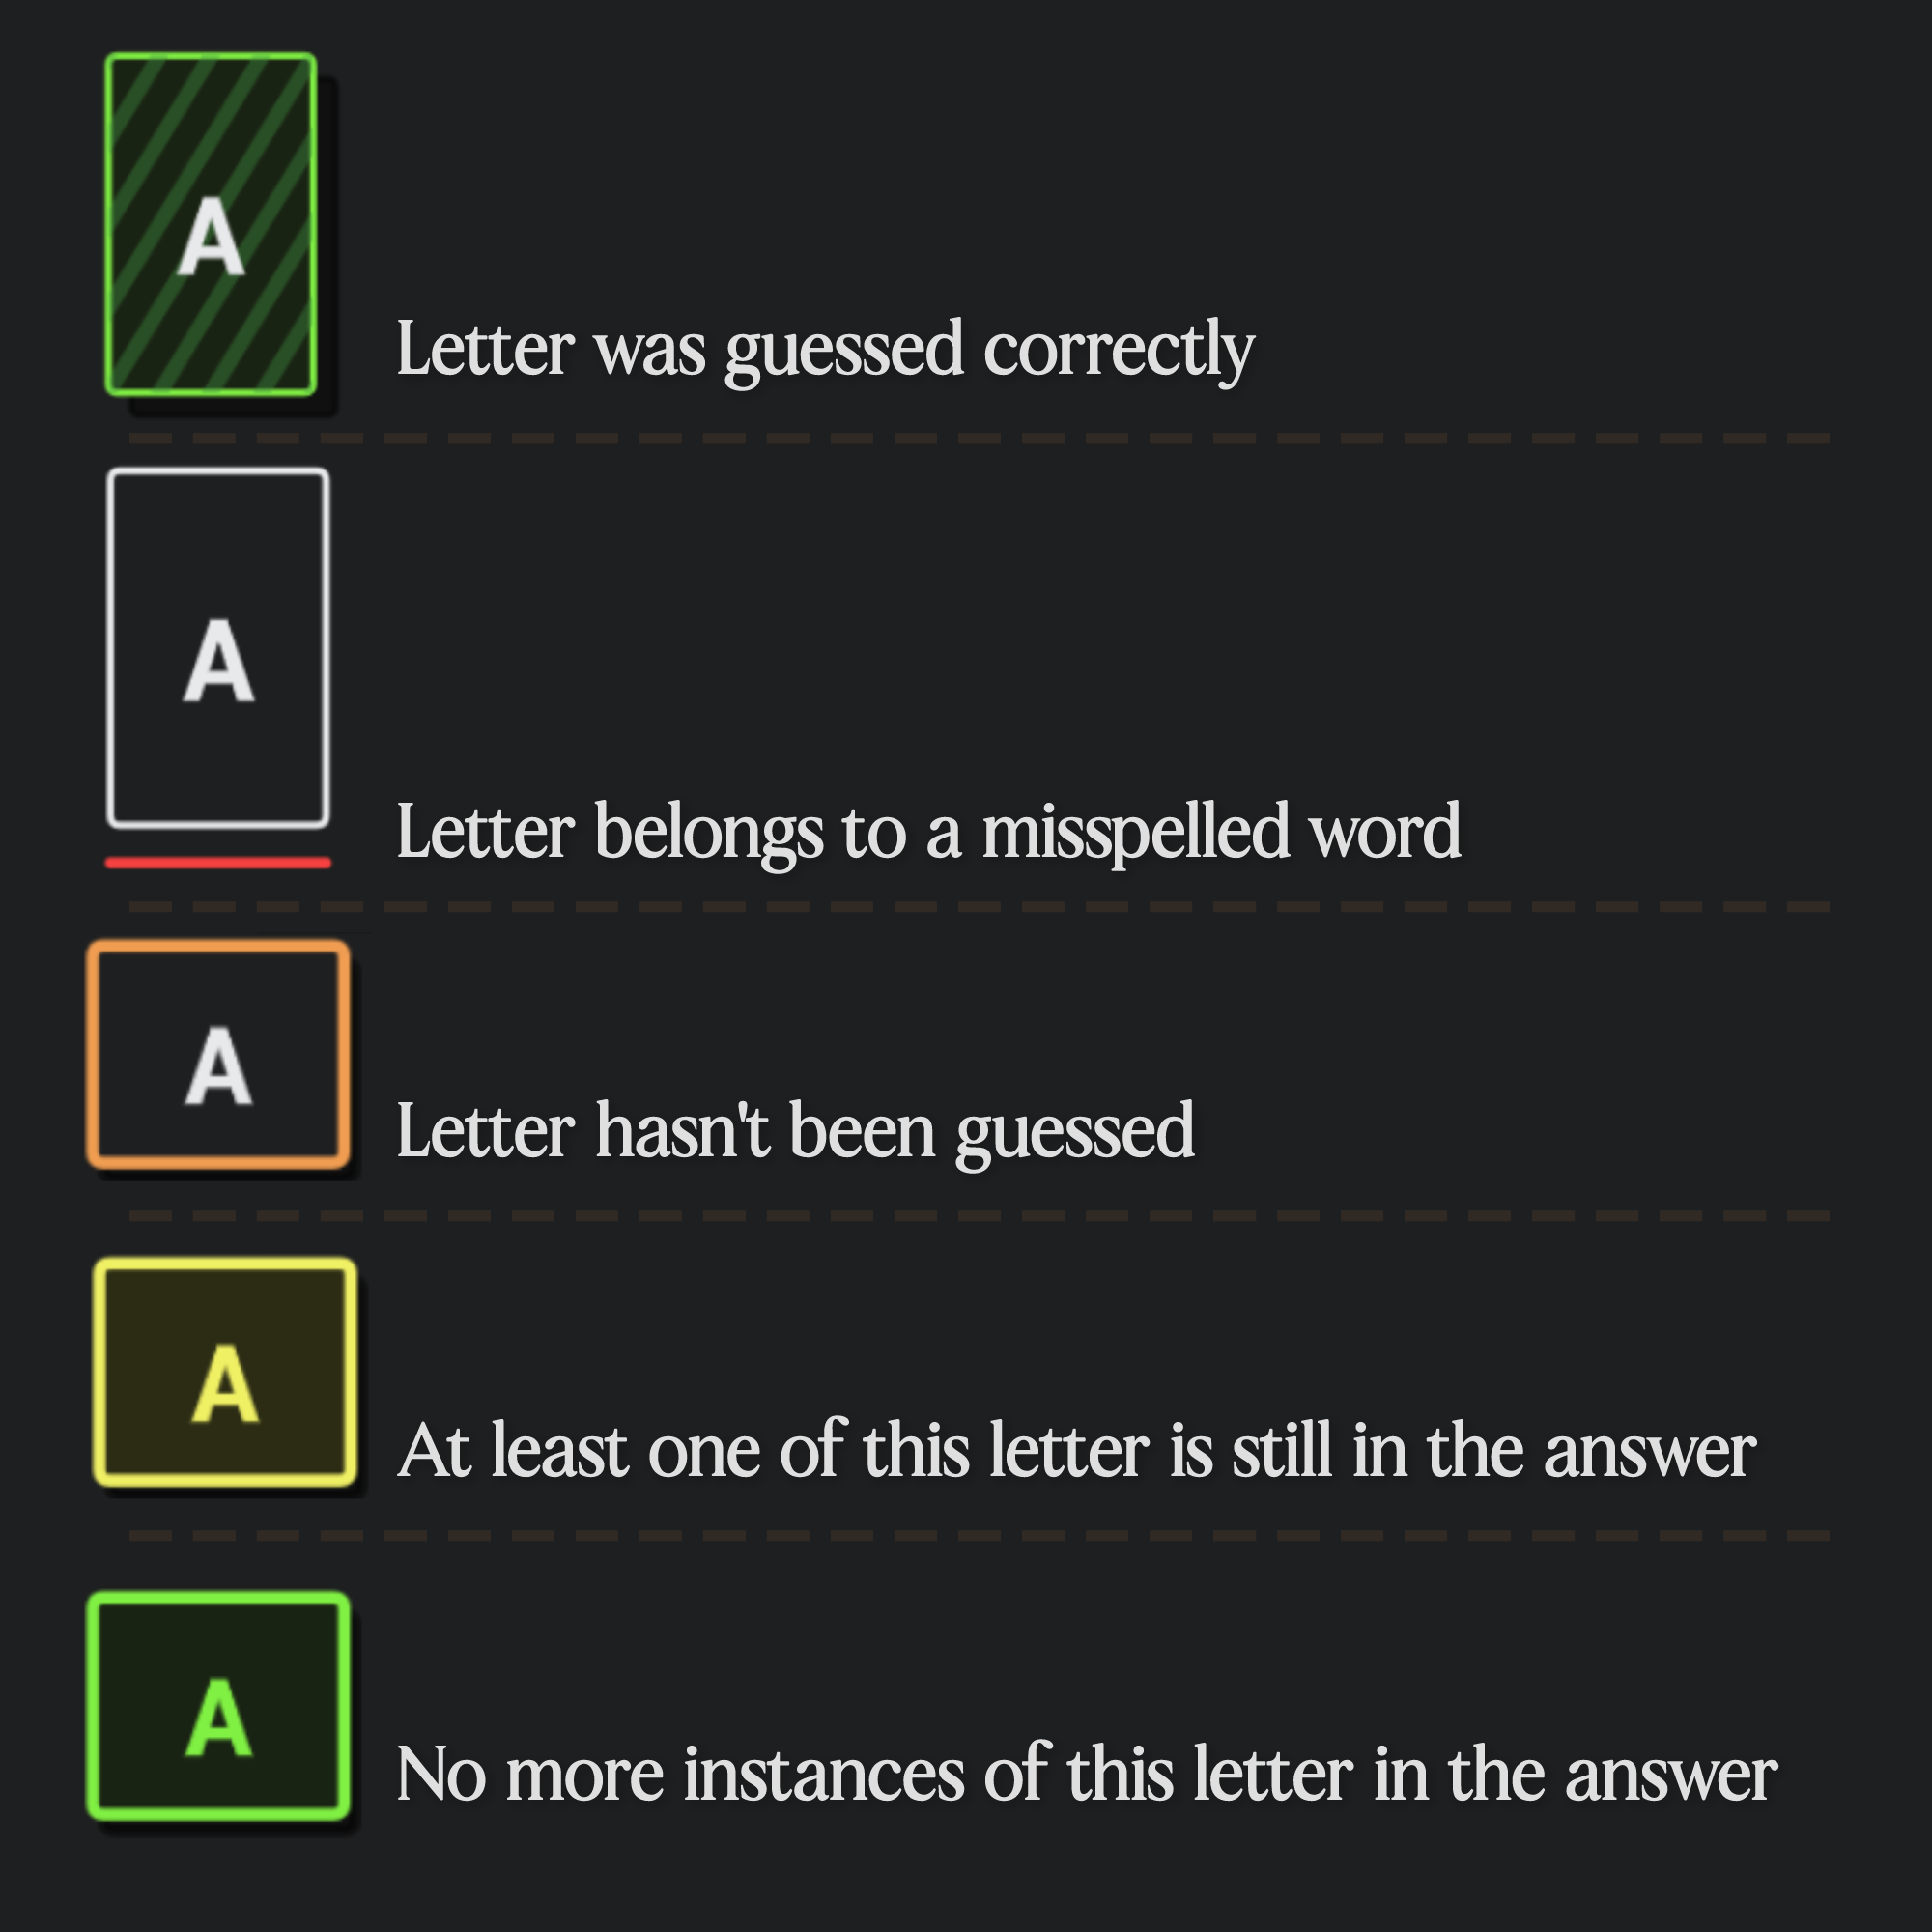 A
Letter was guessed correctly
A
Letter belongs to a misspelled word
A
Letter hasn't been guessed
A
At least one of this letter is still in the answer
A
No more instances of this letter in the answer